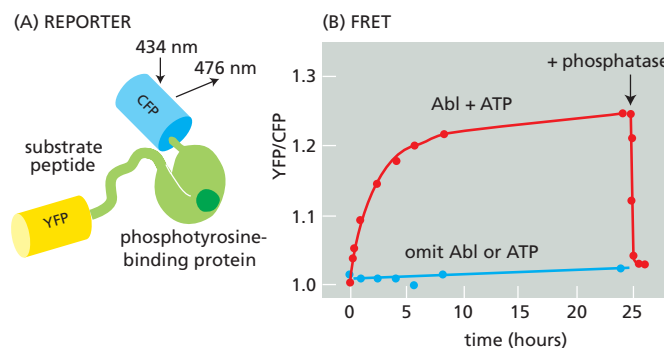 (A) REPORTER
434 nm
476 nm
CFP
substrate
peptide
YFP
phosphotyrosine-
binding protein
(B) FRET
+ phosphatase
1.3
Abl + ATP
1.2
YFP/CFP
1.1
omit Abl or ATP
1.0
0 5 10 15 20 25
time (hours)